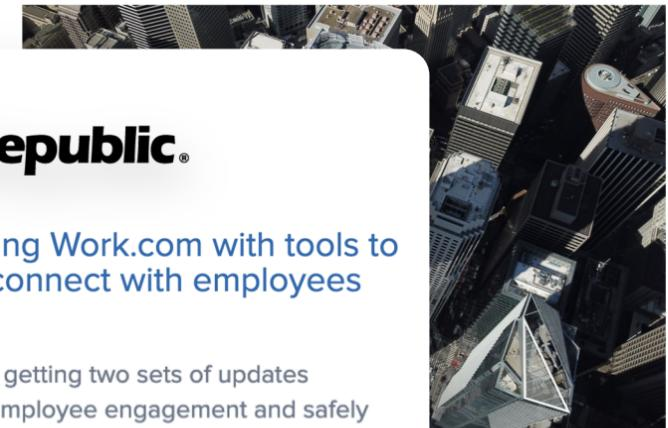 epublic®
ng Work.com with tools to
connect with employees
getting two sets of updates
mployee engagement and safely